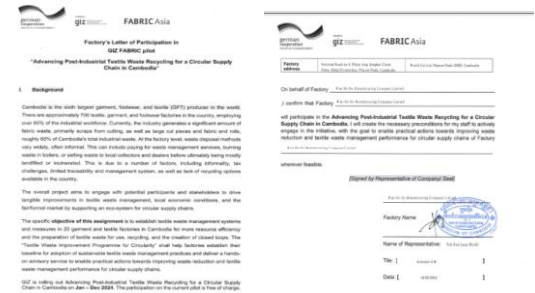 german
cooperation
giz
FABRIC Asia
Factory's Letter of Participation in
GIZ FABRIC pilot
"Advancing Post-Industrial Textile Waste Recycling for a Circular Supply
Chain in Cambodia"
I. Background
Cambodia is the sixth largest garment, footwear, and textile (GFT) producer in the world.
There are approximately 700 textile, garment, and footwear factories in the country, employing
over 60% of the industrial workforce. Currently, the industry generates a significant amount of
fabric waste, primarily scraps from cutting, as well as large cut pieces and fabric end rolls,
roughly 60% of Cambodia's total industrial waste. At the factory level, waste disposal methods
vary widely, often informal. This can include paying for waste management services, burning
waste in boilers, or selling waste to local collectors and dealers before ultimately being mostly
landfilled or incinerated. This is due to a number of factors, including informality, tax
challenges, limited traceability and management system, as well as lack of recycling options
available in the country.
The overall project aims to engage with potential participants and stakeholders to drive
tangible improvements in textile waste management, local economic conditions, and the
formal market by supporting an eco-system for circular supply chains.
The specific objective of this assignment is to establish textile waste management systems
and measures in 20 garment and textile factories in Cambodia for more resource efficiency
and the preparation of textile waste for use, recycling, and the creation of closed loops. The
"Textile Waste Improvement Programme for Circularity" shall help factories establish their
baseline for adoption of sustainable textile waste management practices and deliver a hands-
on advisory service to enable practical actions towards improving waste reduction and textile
waste management performance for circular supply chains.
GIZ is rolling out Advancing Post-Industrial Textile Waste Recycling for a Circular Supply
Chain in Cambodia on Jan – Dec 2024. The participation on the current pilot is free of charge.
german
cooperation
giz
FABRIC Asia
Factory
address
On behalf of Factory
I, confirm that Factory
will participate in the Advancing Post-Industrial Textile Waste Recycling for a Circular
Supply Chain in Cambodia. I will create the necessary preconditions for my staff to actively
engage in the initiative, with the goal to enable practical actions towards improving waste
reduction and textile waste management performance for circular supply chains of Factory
wherever feasible.
[Signed by Representative of Company/ Seal]
Factory Name:
Name of Representative:
Title: [ ]
Date: [ ]